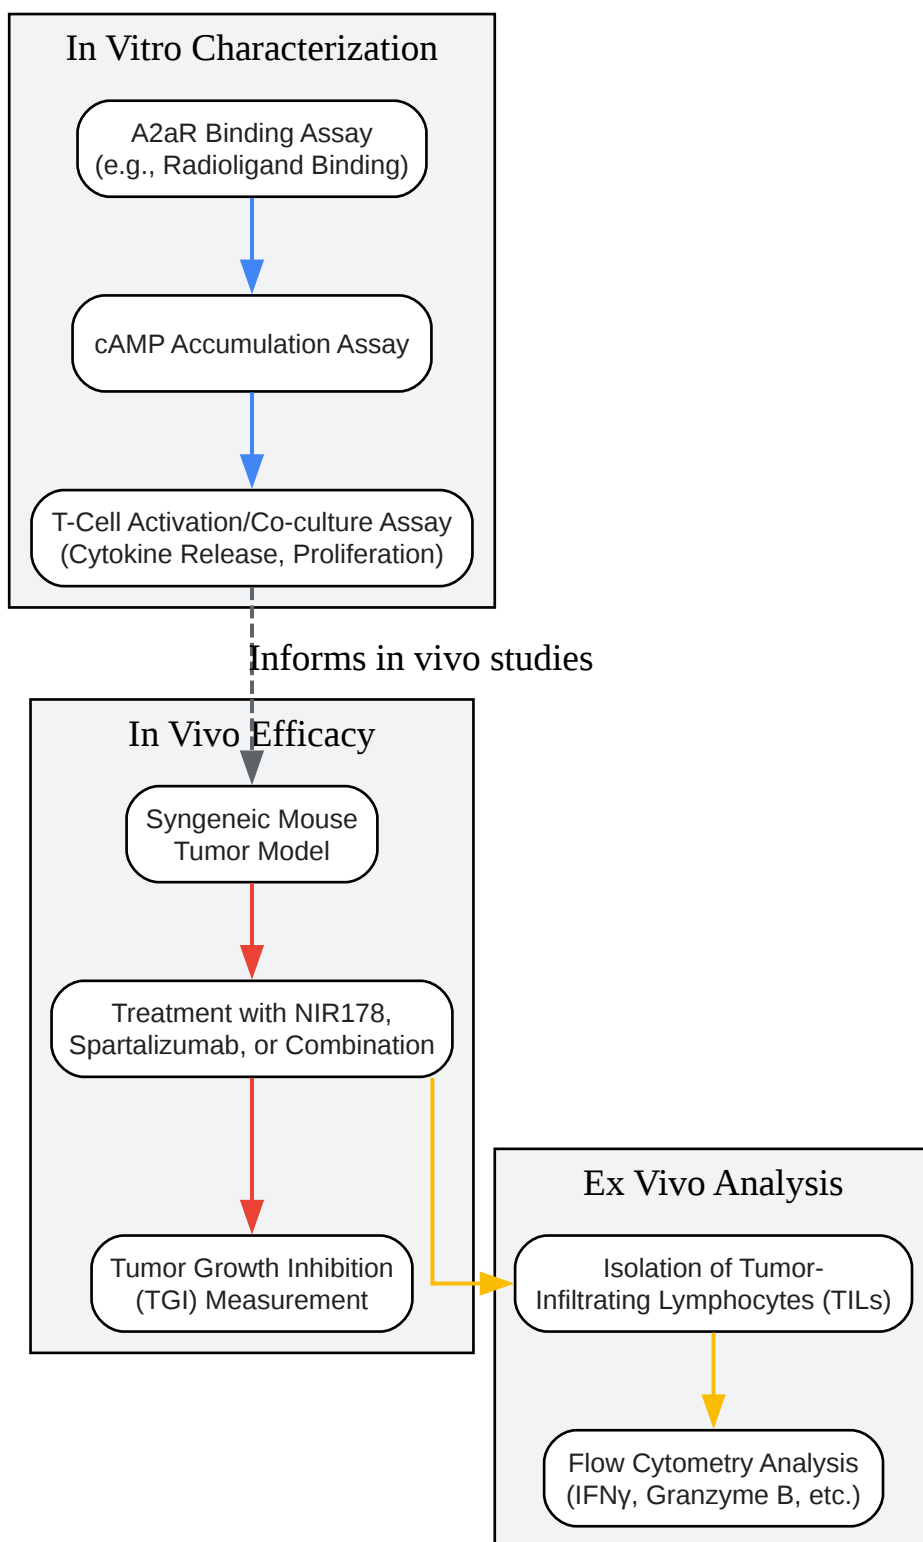 In Vitro Characterization
A2aR Binding Assay
(e.g., Radioligand Binding)
cAMP Accumulation Assay
T-Cell Activation/Co-culture Assay
(Cytokine Release, Proliferation)
Informs in vivo studies
In Vivo Efficacy
Syngeneic Mouse
Tumor Model
Treatment with NIR178,
Spartalizumab, or Combination
Tumor Growth Inhibition
(TGI) Measurement
Ex Vivo Analysis
Isolation of Tumor-
Infiltrating Lymphocytes (TILs)
Flow Cytometry Analysis
(IFNγ, Granzyme B, etc.)